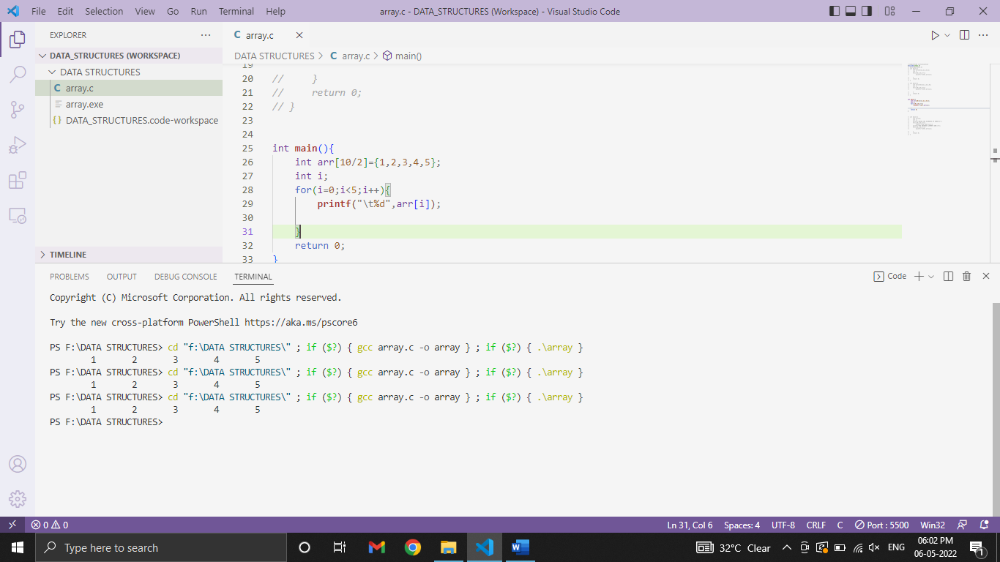 File Edit Selection View Go Run Terminal Help
array.c - DATA_STRUCTURES (Workspace) - Visual Studio Code
EXPLORER
DATA_STRUCTURES (WORKSPACE)
DATA STRUCTURES
C array.c
array.exe
{} DATA_STRUCTURES.code-workspace
TIMELINE
C array.c
DATA STRUCTURES > C array.c > main()
19
20 // }
21 // return 0;
22 // }
23
24
25 int main(){
26 int arr[10/2]={1,2,3,4,5};
27 int i;
28 for(i=0;i<5;i++){
29 printf("\t%d",arr[i]);
30
31 }
32 return 0;
33 }
PROBLEMS OUTPUT DEBUG CONSOLE TERMINAL
Code
Copyright (C) Microsoft Corporation. All rights reserved.
Try the new cross-platform PowerShell https://aka.ms/pscore6
PS F:\DATA STRUCTURES> cd "f:\DATA STRUCTURES\" ; if ($?) { gcc array.c -o array } ; if ($?) { .\array }
1 2 3 4 5
PS F:\DATA STRUCTURES> cd "f:\DATA STRUCTURES\" ; if ($?) { gcc array.c -o array } ; if ($?) { .\array }
1 2 3 4 5
PS F:\DATA STRUCTURES> cd "f:\DATA STRUCTURES\" ; if ($?) { gcc array.c -o array } ; if ($?) { .\array }
1 2 3 4 5
PS F:\DATA STRUCTURES>
0 0
Ln 31, Col 6 Spaces: 4 UTF-8 CRLF C Port : 5500 Win32
Type here to search
32°C Clear
ENG
06:02 PM
06-05-2022
1